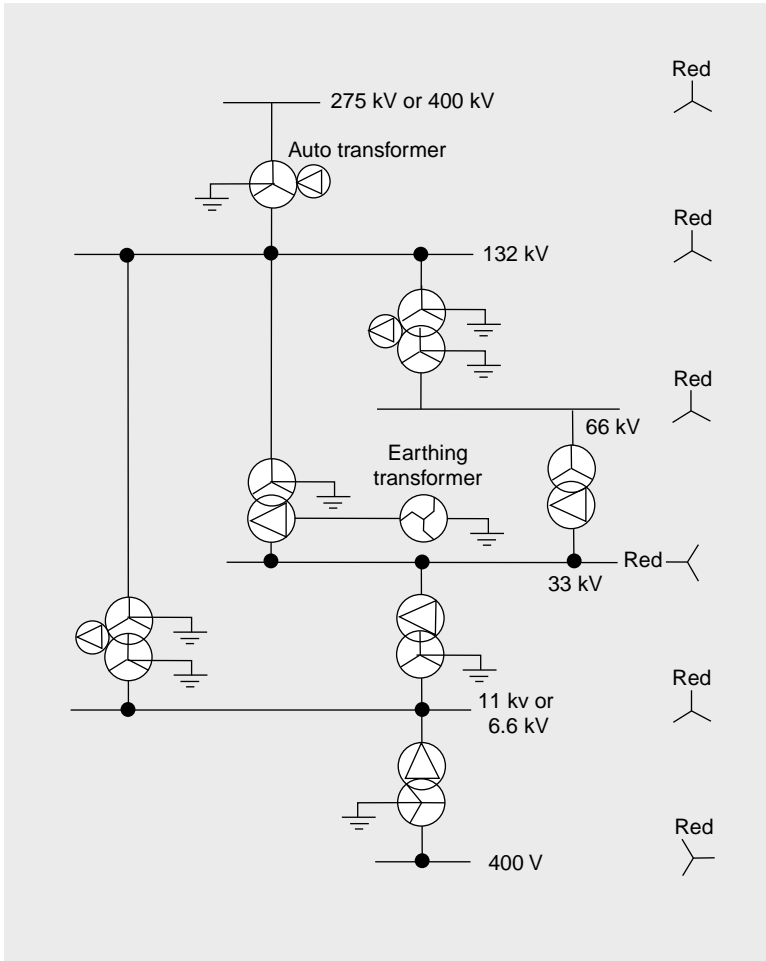 Red
275 kV or 400 kV
Auto transformer
Red
132 kV
Red
66 kV
Earthing
transformer
Red
33 kV
Red
11 kv or
6.6 kV
Red
400 V